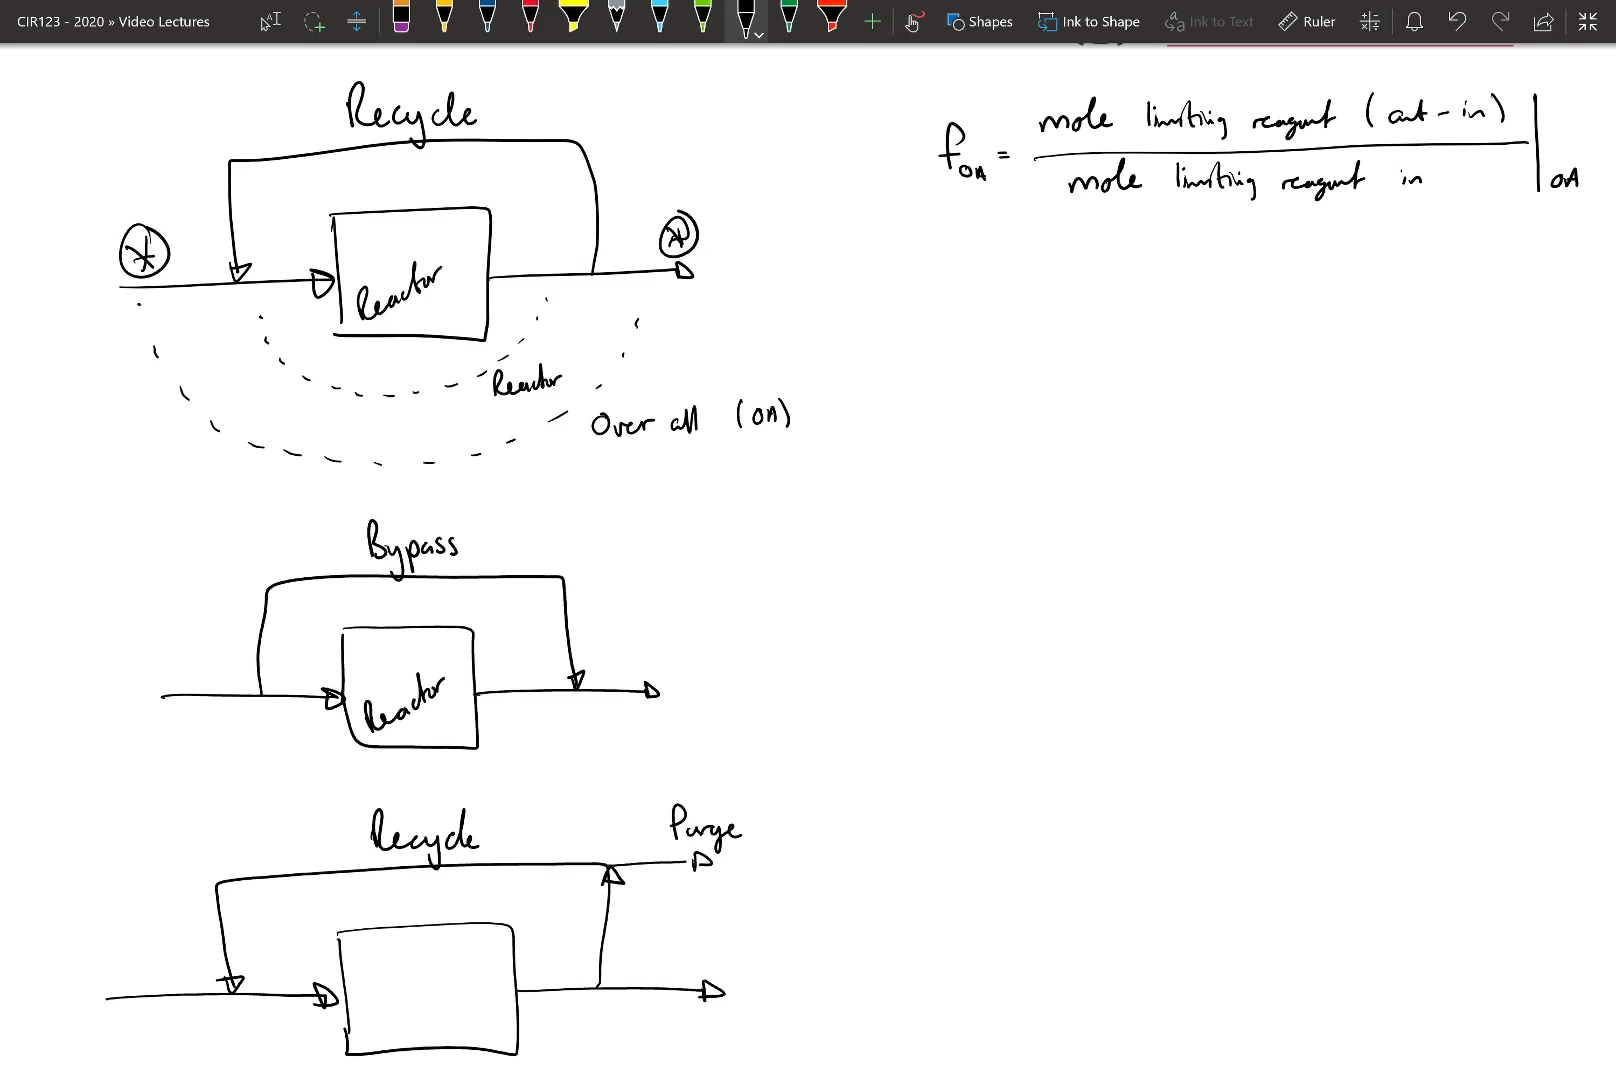 CIR123 - 2020 » Video Lectures
Shapes
Ink to Shape
Ink to Text
Ruler
Recycle
Reactor
Reactor
Over all (OA)
f_OA = mole limiting reagent (out - in)
mole limiting reagent in | OA
Bypass
Reactor
Recycle
Purge